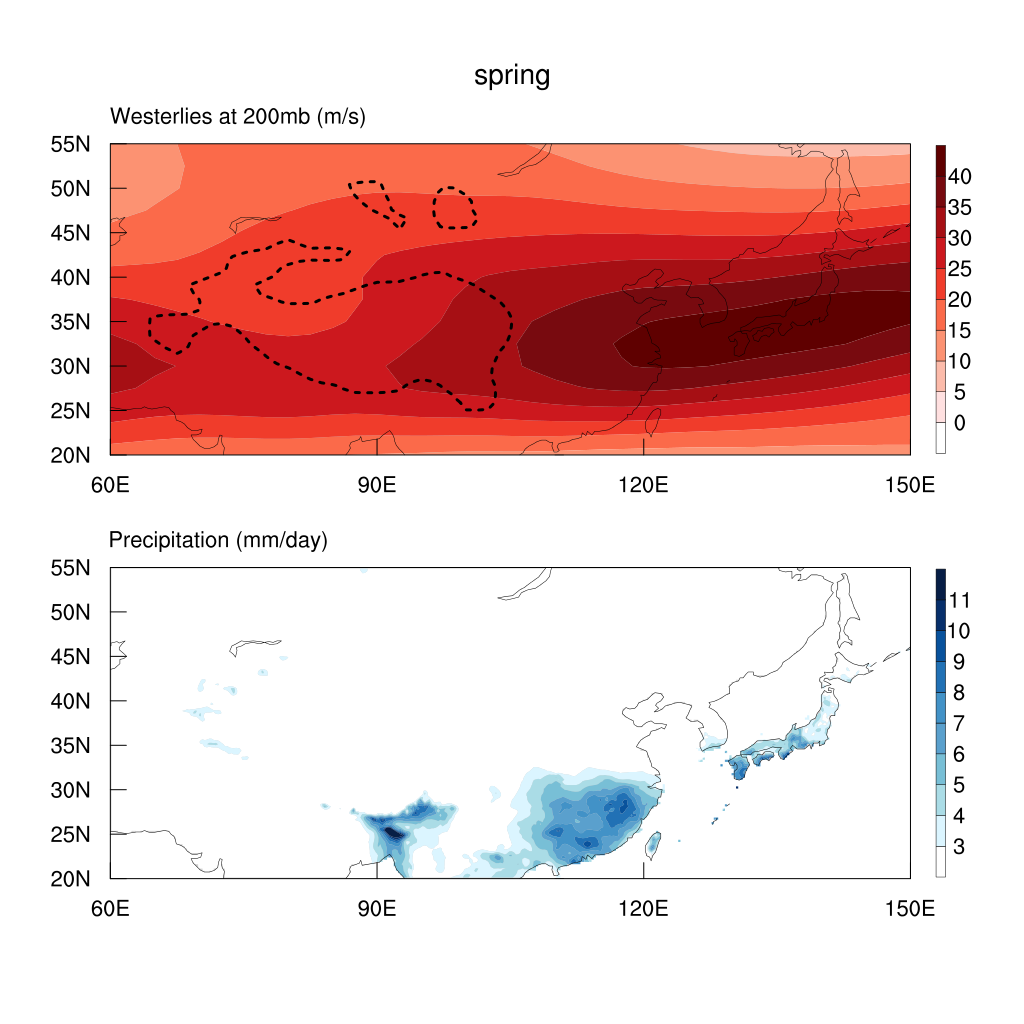 spring
Westerlies at 200mb (m/s)
55N
50N
45N
40N
35N
30N
25N
20N
60E 90E 120E 150E
40
35
30
25
20
15
10
5
0
Precipitation (mm/day)
55N
50N
45N
40N
35N
30N
25N
20N
60E 90E 120E 150E
11
10
9
8
7
6
5
4
3